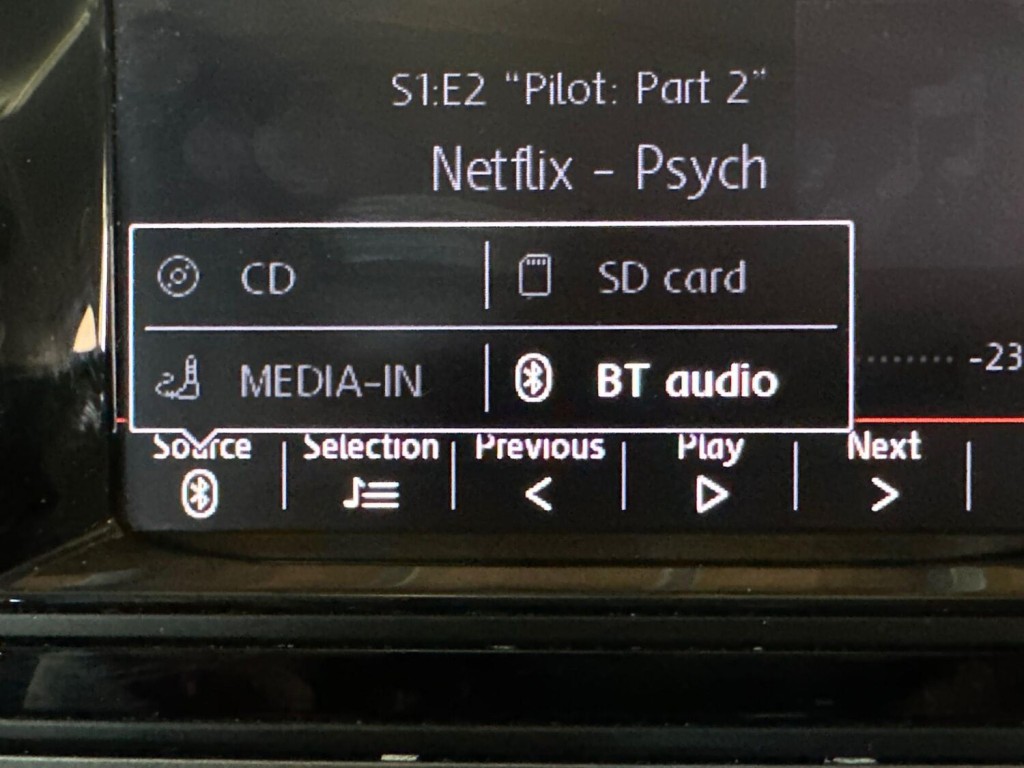 S1:E2 “Pilot: Part 2”
Netflix – Psych
CD SD card
MEDIA-IN BT audio
-23
Source Selection Previous Play Next